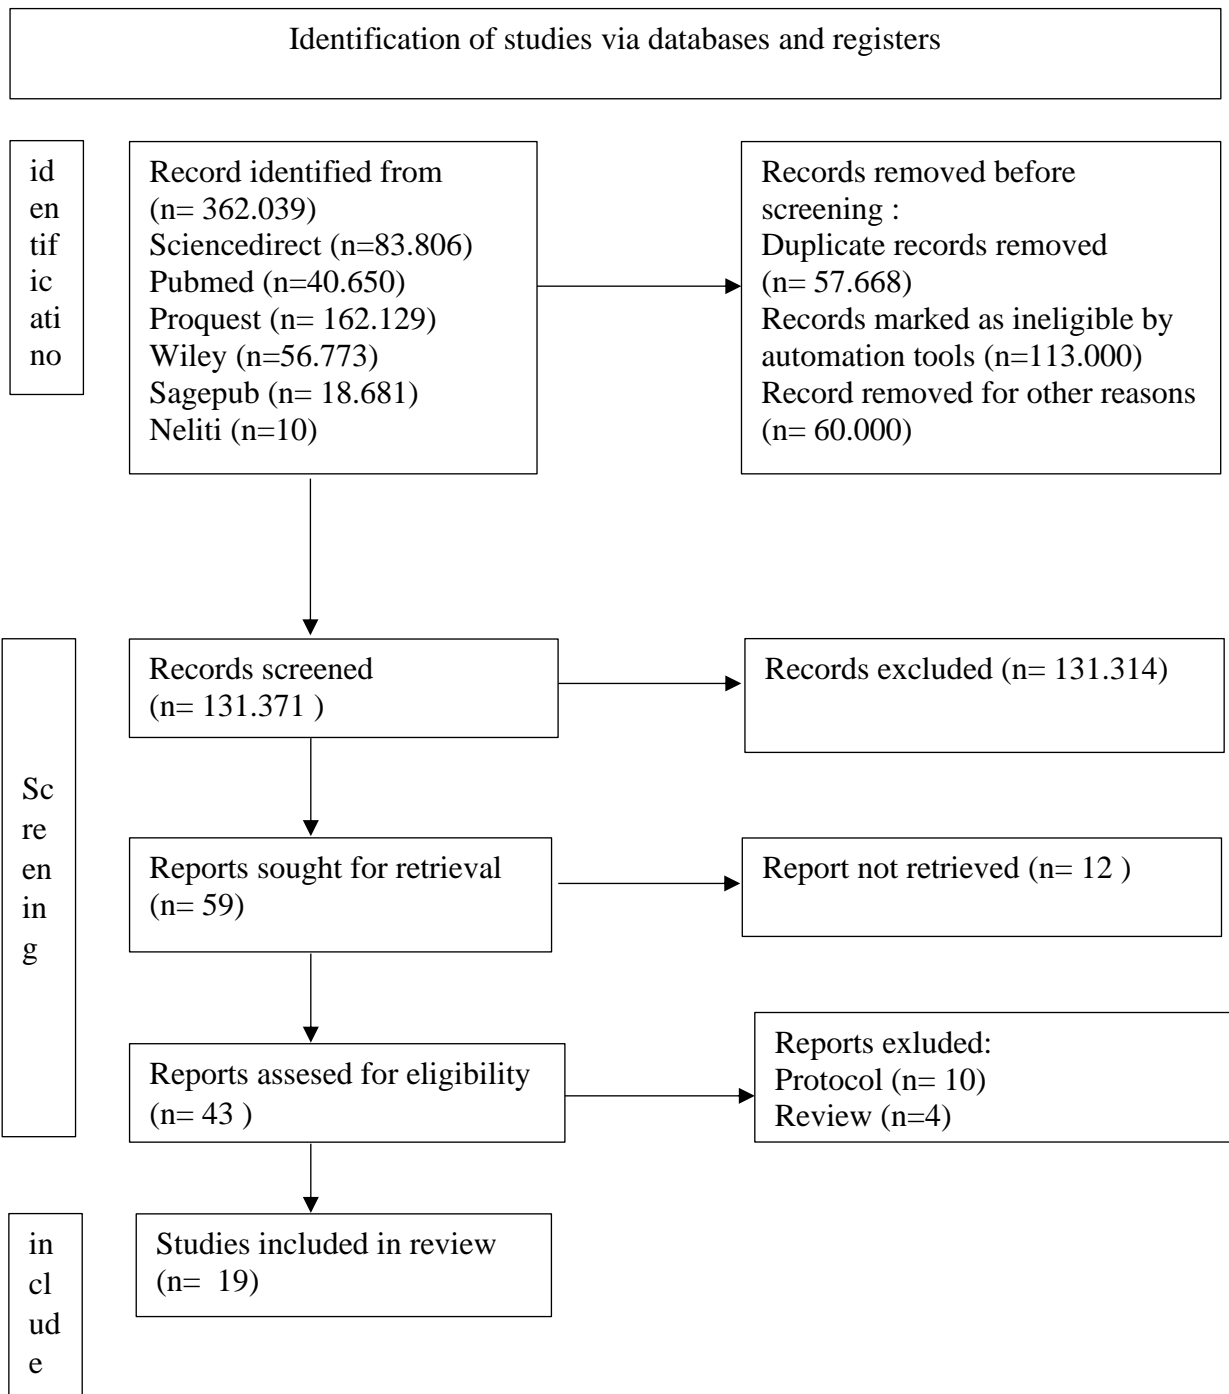 Identification of studies via databases and registers
id
en
tif
ic
ati
no
Record identified from
(n= 362.039)
Sciencedirect (n=83.806)
Pubmed (n=40.650)
Proquest (n= 162.129)
Wiley (n=56.773)
Sagepub (n= 18.681)
Neliti (n=10)
Records removed before
screening :
Duplicate records removed
(n= 57.668)
Records marked as ineligible by
automation tools (n=113.000)
Record removed for other reasons
(n= 60.000)
Sc
re
en
in
g
Records screened
(n= 131.371 )
Records excluded (n= 131.314)
Reports sought for retrieval
(n= 59)
Report not retrieved (n= 12 )
Reports assesed for eligibility
(n= 43 )
Reports exluded:
Protocol (n= 10)
Review (n=4)
in
cl
ud
e
Studies included in review
(n=  19)